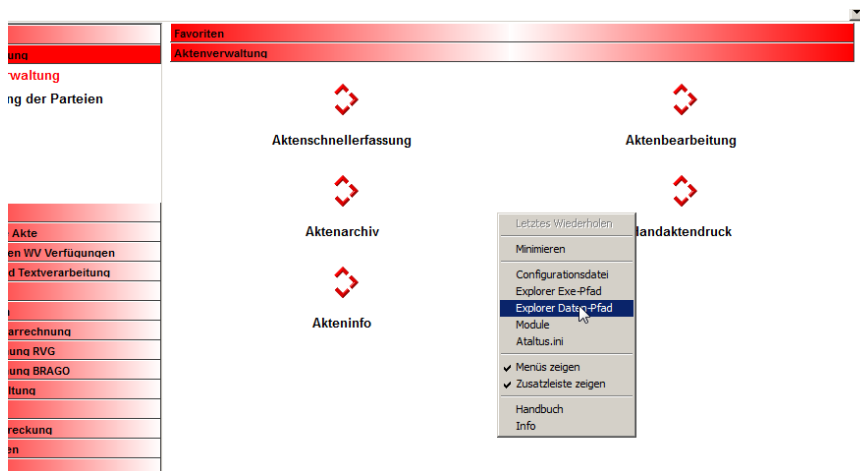 Favoriten
ung
Aktenverwaltung
rwaltung
ng der Parteien
Aktenschnellerfassung
Aktenbearbeitung
Aktenarchiv
landaktendruck
Akteninfo
Akte
en WV Verfügungen
d Textverarbeitung
arrechnung
ung RVG
ung BRAGO
ltung
reckung
en
Letztes Wiederholen
Minimieren
Configurationsdatei
Explorer Exe-Pfad
Explorer Daten-Pfad
Module
Ataltus.ini
Menüs zeigen
Zusatzleiste zeigen
Handbuch
Info